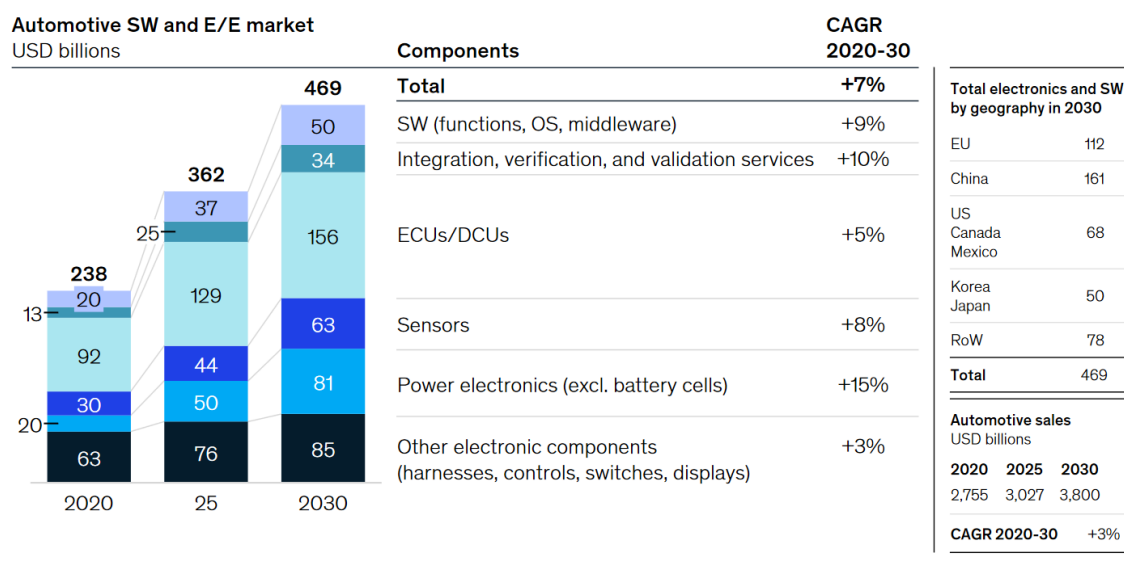 Automotive SW and E/E market
USD billions
Components
CAGR
2020-30
Total
+7%
SW (functions, OS, middleware)
+9%
Integration, verification, and validation services
+10%
ECUs/DCUs
+5%
Sensors
+8%
Power electronics (excl. battery cells)
+15%
Other electronic components
(harnesses, controls, switches, displays)
+3%
238
20
13
92
30
20
63
2020
362
37
25
129
44
50
76
25
469
50
34
156
63
81
85
2030
Total electronics and SW
by geography in 2030
EU 112
China 161
US
Canada 68
Mexico
Korea
Japan 50
RoW 78
Total 469
Automotive sales
USD billions
2020 2025 2030
2,755 3,027 3,800
CAGR 2020-30 +3%